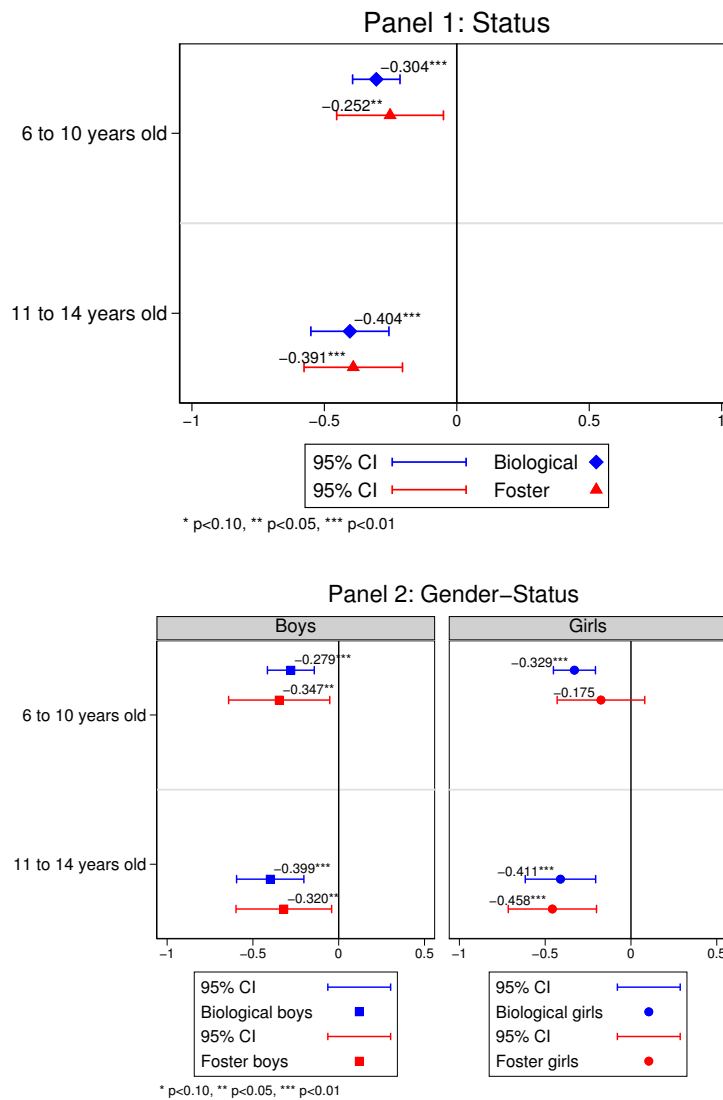 Panel 1: Status
−0.304***
−0.252**
6 to 10 years old
11 to 14 years old
−0.404***
−0.391***
−1 −0.5 0 0.5 1
95% CI Biological
95% CI Foster
* p<0.10, ** p<0.05, *** p<0.01
Panel 2: Gender−Status
Boys Girls
−0.279*** −0.329***
−0.347** −0.175
6 to 10 years old
11 to 14 years old
−0.399*** −0.411***
−0.320** −0.458***
−1 −0.5 0 0.5 −1 −0.5 0 0.5
95% CI 95% CI
Biological boys Biological girls
95% CI 95% CI
Foster boys Foster girls
* p<0.10, ** p<0.05, *** p<0.01